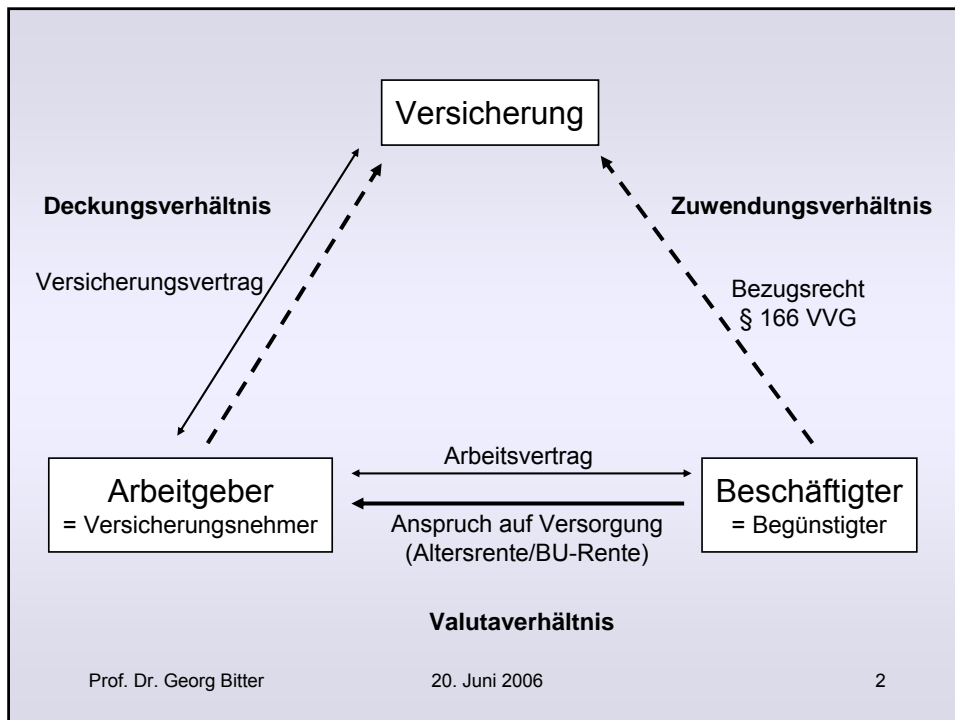 Versicherung
Deckungsverhältnis
Zuwendungsverhältnis
Versicherungsvertrag
Bezugsrecht
§ 166 VVG
Arbeitsvertrag
Arbeitgeber
= Versicherungsnehmer
Anspruch auf Versorgung
(Altersrente/BU-Rente)
Beschäftigter
= Begünstigter
Valutaverhältnis
Prof. Dr. Georg Bitter 20. Juni 2006 2